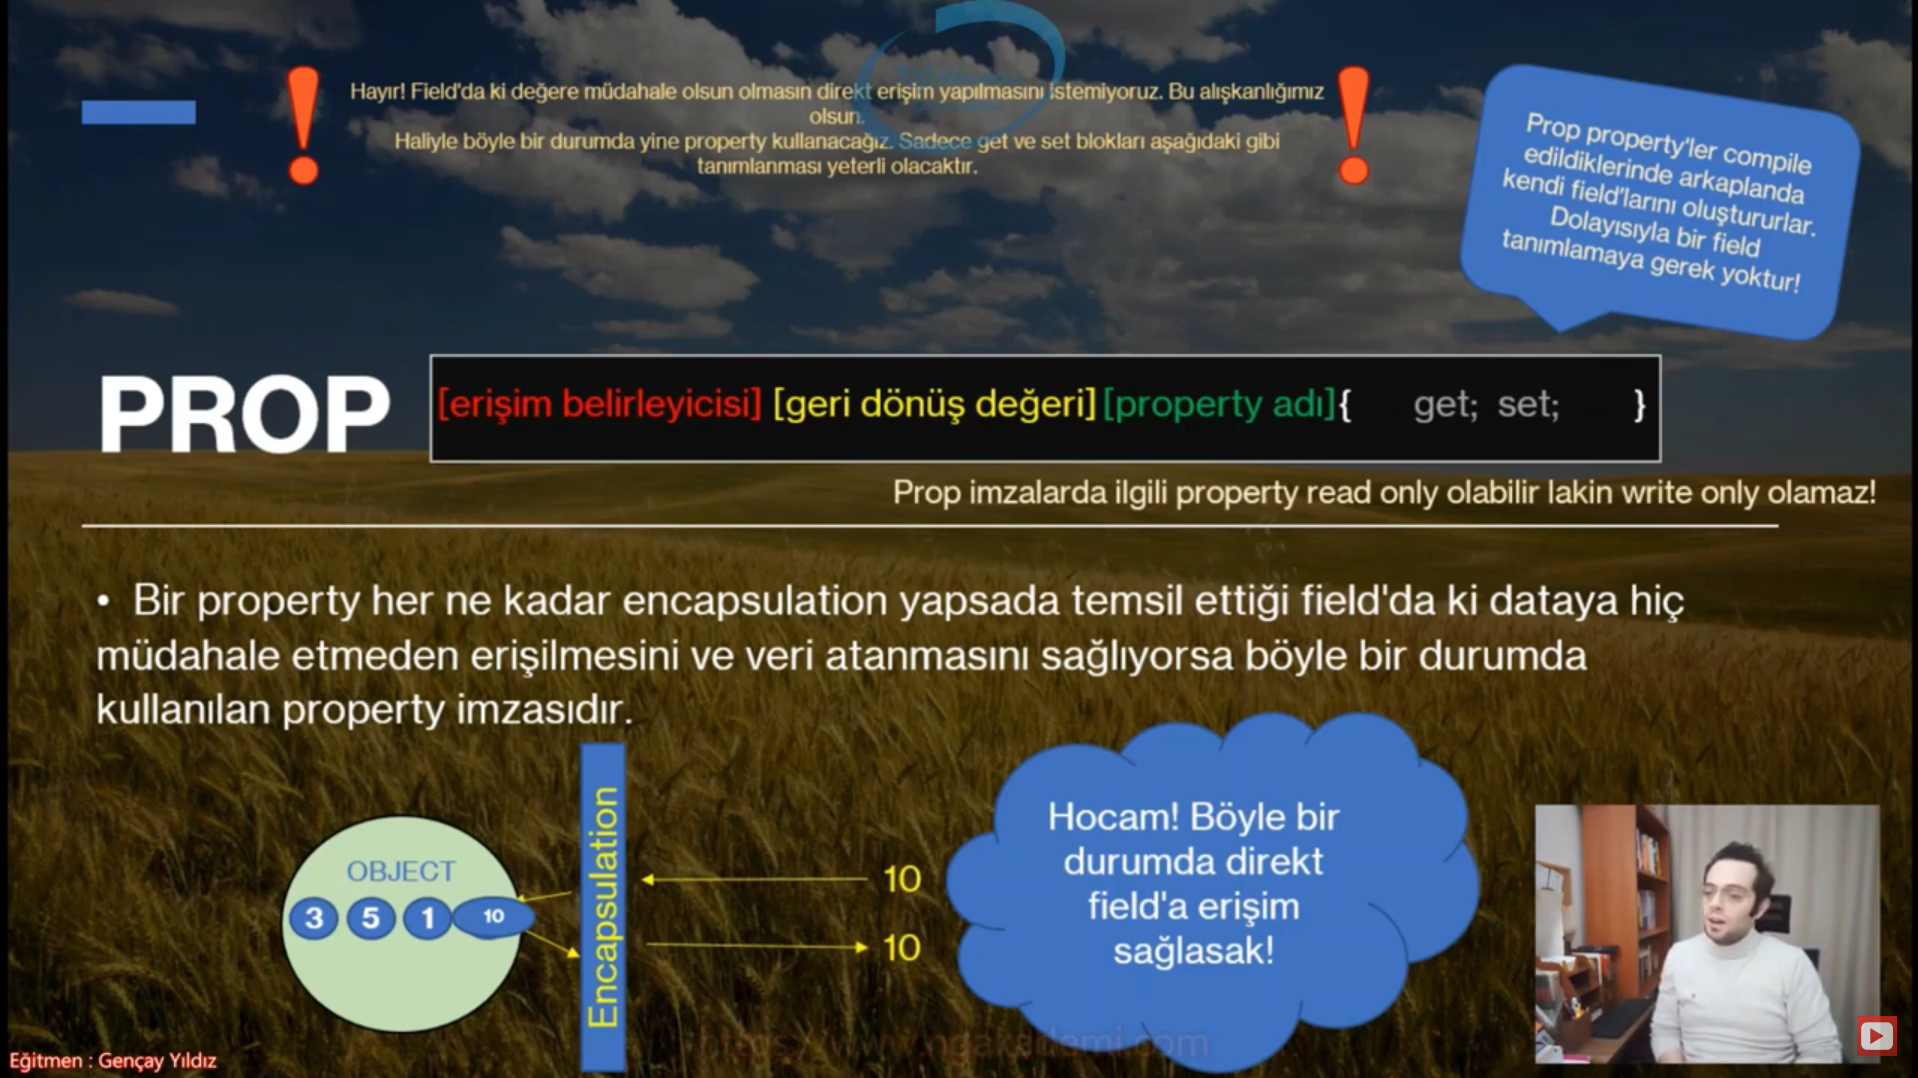 Hayır! Field'da ki değere müdahale olsun olmasın direkt erişim yapılmasını istemiyoruz. Bu alışkanlığımız
olsun.
Haliyle böyle bir durumda yine property kullanacağız. Sadece get ve set blokları aşağıdaki gibi
tanımlanması yeterli olacaktır.
Prop property'ler compile
edildiklerinde arkaplanda
kendi field'larını oluştururlar.
Dolayısıyla bir field
tanımlamaya gerek yoktur!
PROP
[erişim belirleyicisi] [geri dönüş değeri] [property adı]{ get; set; }
Prop imzalarda ilgili property read only olabilir lakin write only olamaz!
• Bir property her ne kadar encapsulation yapsada temsil ettiği field'da ki dataya hiç
müdahale etmeden erişilmesini ve veri atanmasını sağlıyorsa böyle bir durumda
kullanılan property imzasıdır.
OBJECT
3 5 1 10
Encapsulation
10
10
Hocam! Böyle bir
durumda direkt
field'a erişim
sağlasak!
https://www.ngakademi.com
Eğitmen : Gençay Yıldız